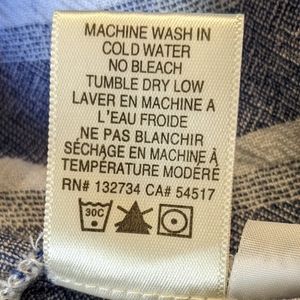 MACHINE WASH IN
COLD WATER
NO BLEACH
TUMBLE DRY LOW
LAVER EN MACHINE A
L'EAU FROIDE
NE PAS BLANCHIR
SÉCHAGE EN MACHINE À
TEMPÉRATURE MODÉRÉ
RN# 132734 CA# 54517
30C